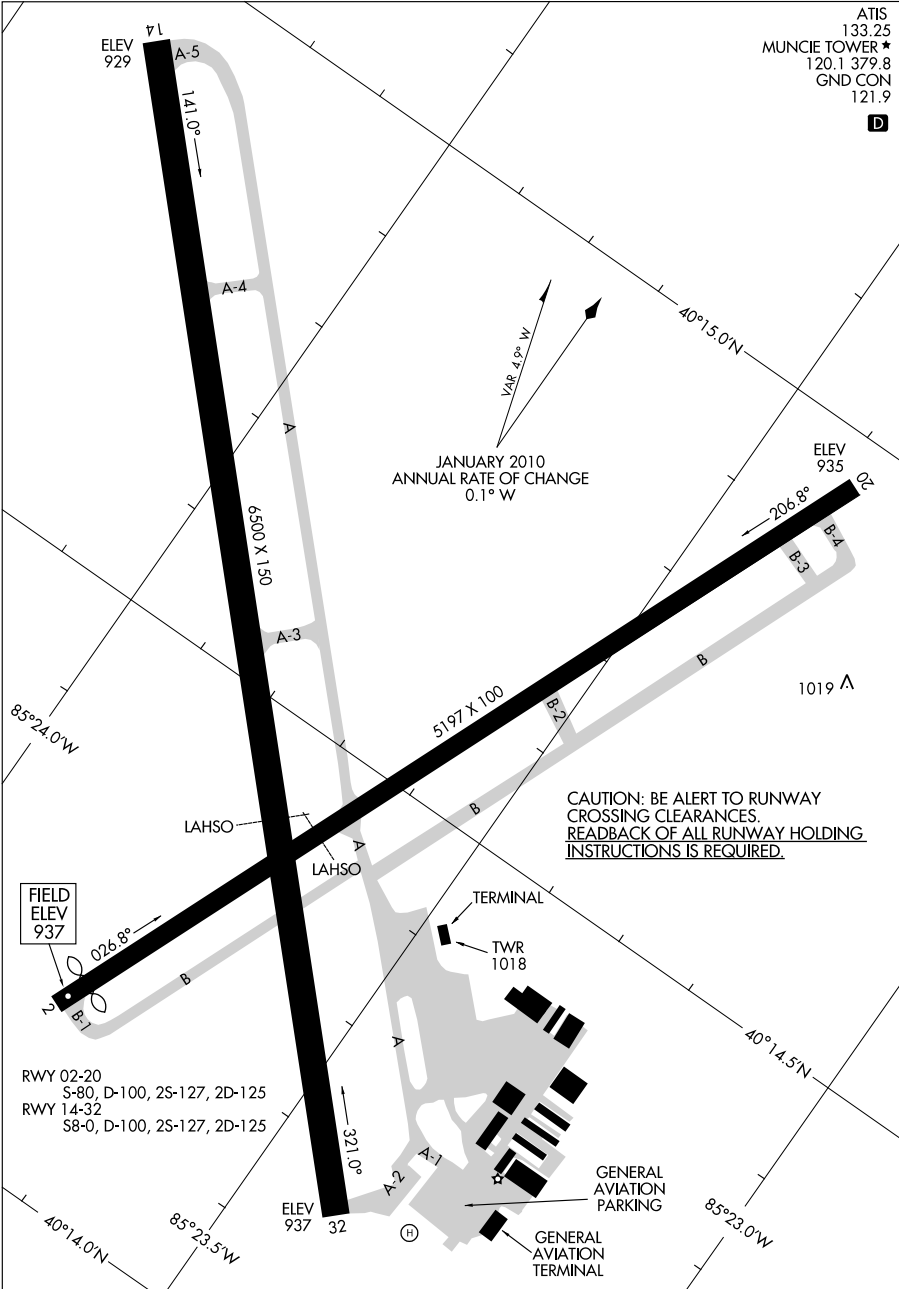 ATIS
133.25
MUNCIE TOWER ★
120.1 379.8
GND CON
121.9
D
14
ELEV
929
A-5
141.0°
A-4
40°15.0'N
VAR 4.9° W
A
JANUARY 2010
ANNUAL RATE OF CHANGE
0.1° W
ELEV
935
20
206.8°
B-4
B-3
6500 X 150
A-3
B
1019
85°24.0'W
5197 X 100
B-2
B
CAUTION: BE ALERT TO RUNWAY
CROSSING CLEARANCES.
READBACK OF ALL RUNWAY HOLDING
INSTRUCTIONS IS REQUIRED.
LAHSO
LAHSO
A
FIELD
ELEV
937
026.8°
TERMINAL
TWR
1018
B
2
B-1
A
40°14.5'N
RWY 02-20
S-80, D-100, 2S-127, 2D-125
RWY 14-32
S8-0, D-100, 2S-127, 2D-125
321.0°
A-1
A-2
GENERAL
AVIATION
PARKING
ELEV
937
32
H
GENERAL
AVIATION
TERMINAL
40°14.0'N
85°23.5'W
85°23.0'W